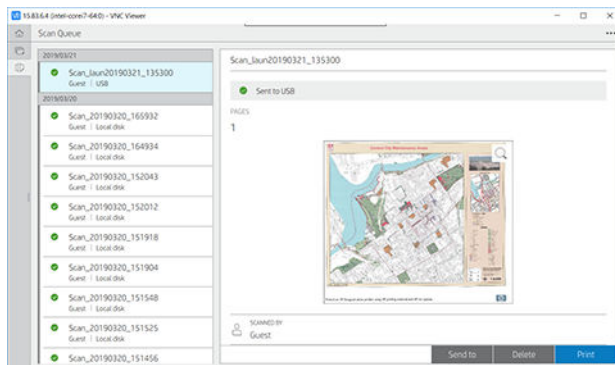 15.83.6.4 (intel-corei7-64:0) - VNC Viewer
Scan Queue
2019/03/21
Scan_laun20190321_135300
Guest | USB
2019/03/20
Scan_20190320_165932
Guest | Local disk
Scan_20190320_164934
Guest | Local disk
Scan_20190320_152043
Guest | Local disk
Scan_20190320_152012
Guest | Local disk
Scan_20190320_151918
Guest | Local disk
Scan_20190320_151904
Guest | Local disk
Scan_20190320_151548
Guest | Local disk
Scan_20190320_151525
Guest | Local disk
Scan_20190320_151456
Scan_laun20190321_135300
Sent to USB
PAGES
1
SCANNED BY
Guest
Send to
Delete
Print